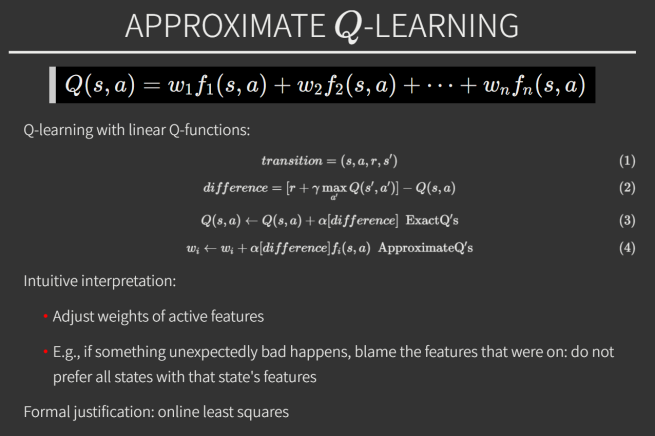 APPROXIMATE Q-LEARNING
Q(s, a) = w₁f₁(s, a) + w₂f₂(s, a) + ⋯ + wₙfₙ(s, a)
Q-learning with linear Q-functions:
transition = (s, a, r, s′) (1)
difference = [r + γ max_{a′} Q(s′, a′)] − Q(s, a) (2)
Q(s, a) ← Q(s, a) + α[difference] ExactQ′s (3)
wᵢ ← wᵢ + α[difference]fᵢ(s, a) ApproximateQ′s (4)
Intuitive interpretation:
• Adjust weights of active features
• E.g., if something unexpectedly bad happens, blame the features that were on: do not
prefer all states with that state's features
Formal justification: online least squares